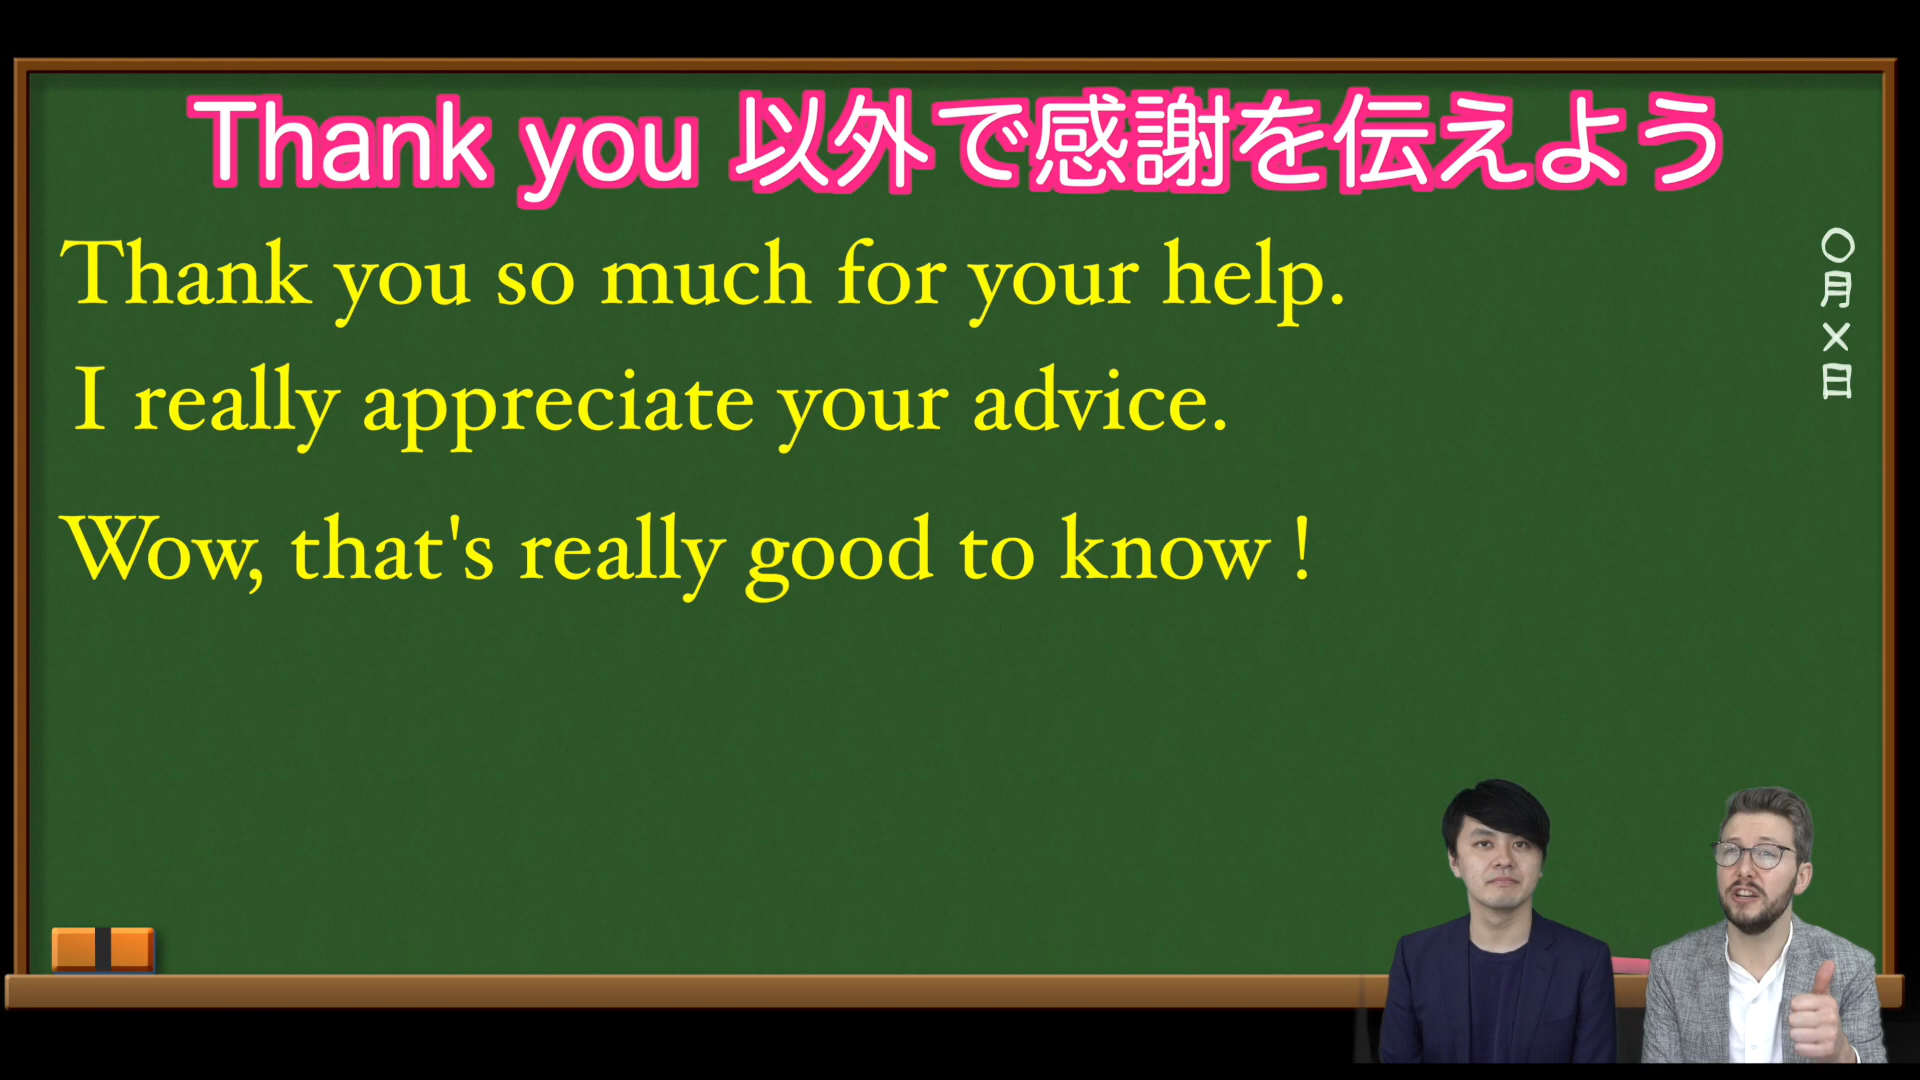 Thank you 以外で感謝を伝えよう
Thank you so much for your help.
I really appreciate your advice.
Wow, that's really good to know !
〇月×日